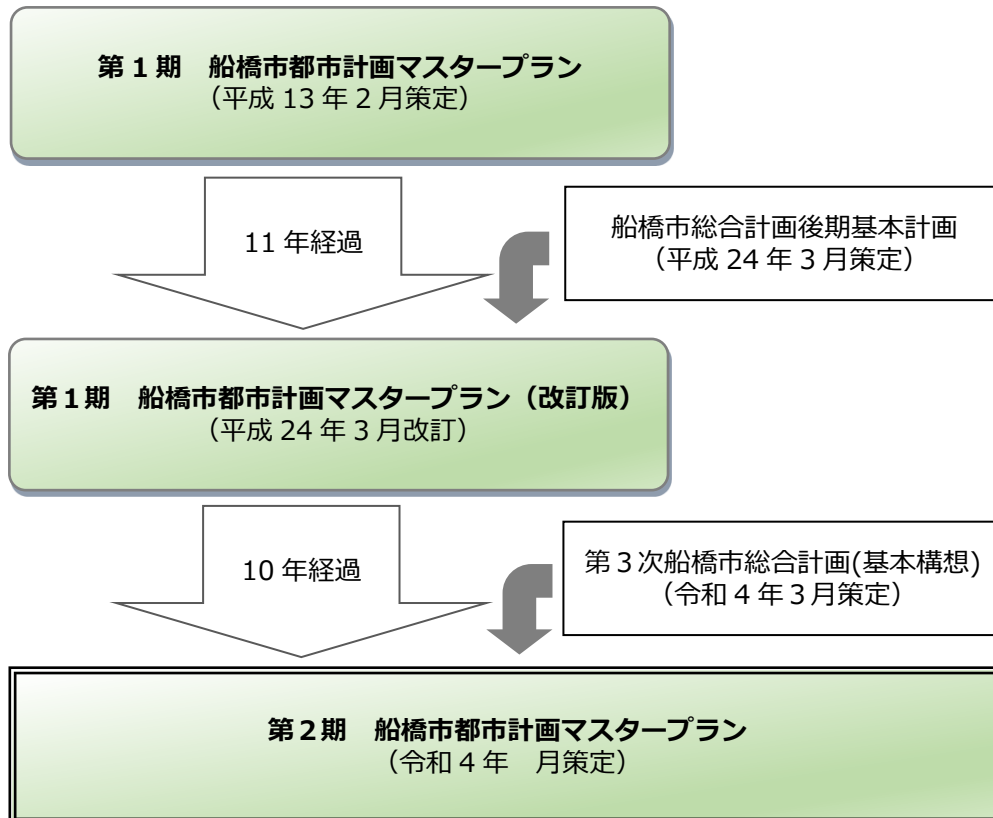 第1期　船橋市都市計画マスタープラン
（平成 13 年 2 月策定）
11 年経過
船橋市総合計画後期基本計画
（平成 24 年 3 月策定）
第１期　船橋市都市計画マスタープラン（改訂版）
（平成 24 年 3 月改訂）
10 年経過
第３次船橋市総合計画(基本構想)
（令和 4 年３月策定）
第２期　船橋市都市計画マスタープラン
（令和 4 年　月策定）